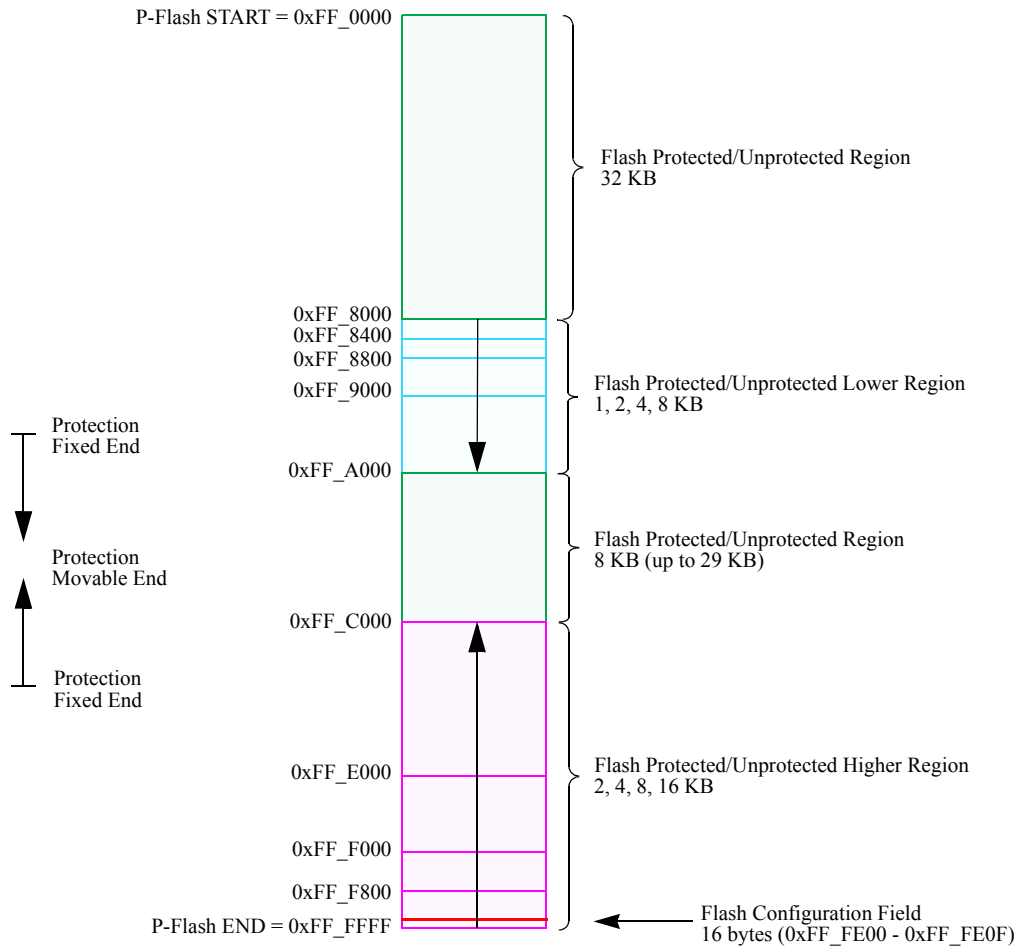 P-Flash START = 0xFF_0000
Flash Protected/Unprotected Region
32 KB
0xFF_8000
0xFF_8400
0xFF_8800
0xFF_9000
Flash Protected/Unprotected Lower Region
1, 2, 4, 8 KB
Protection
Fixed End
0xFF_A000
Protection
Movable End
Flash Protected/Unprotected Region
8 KB (up to 29 KB)
0xFF_C000
Protection
Fixed End
0xFF_E000
Flash Protected/Unprotected Higher Region
2, 4, 8, 16 KB
0xFF_F000
0xFF_F800
P-Flash END = 0xFF_FFFF
Flash Configuration Field
16 bytes (0xFF_FE00 - 0xFF_FE0F)